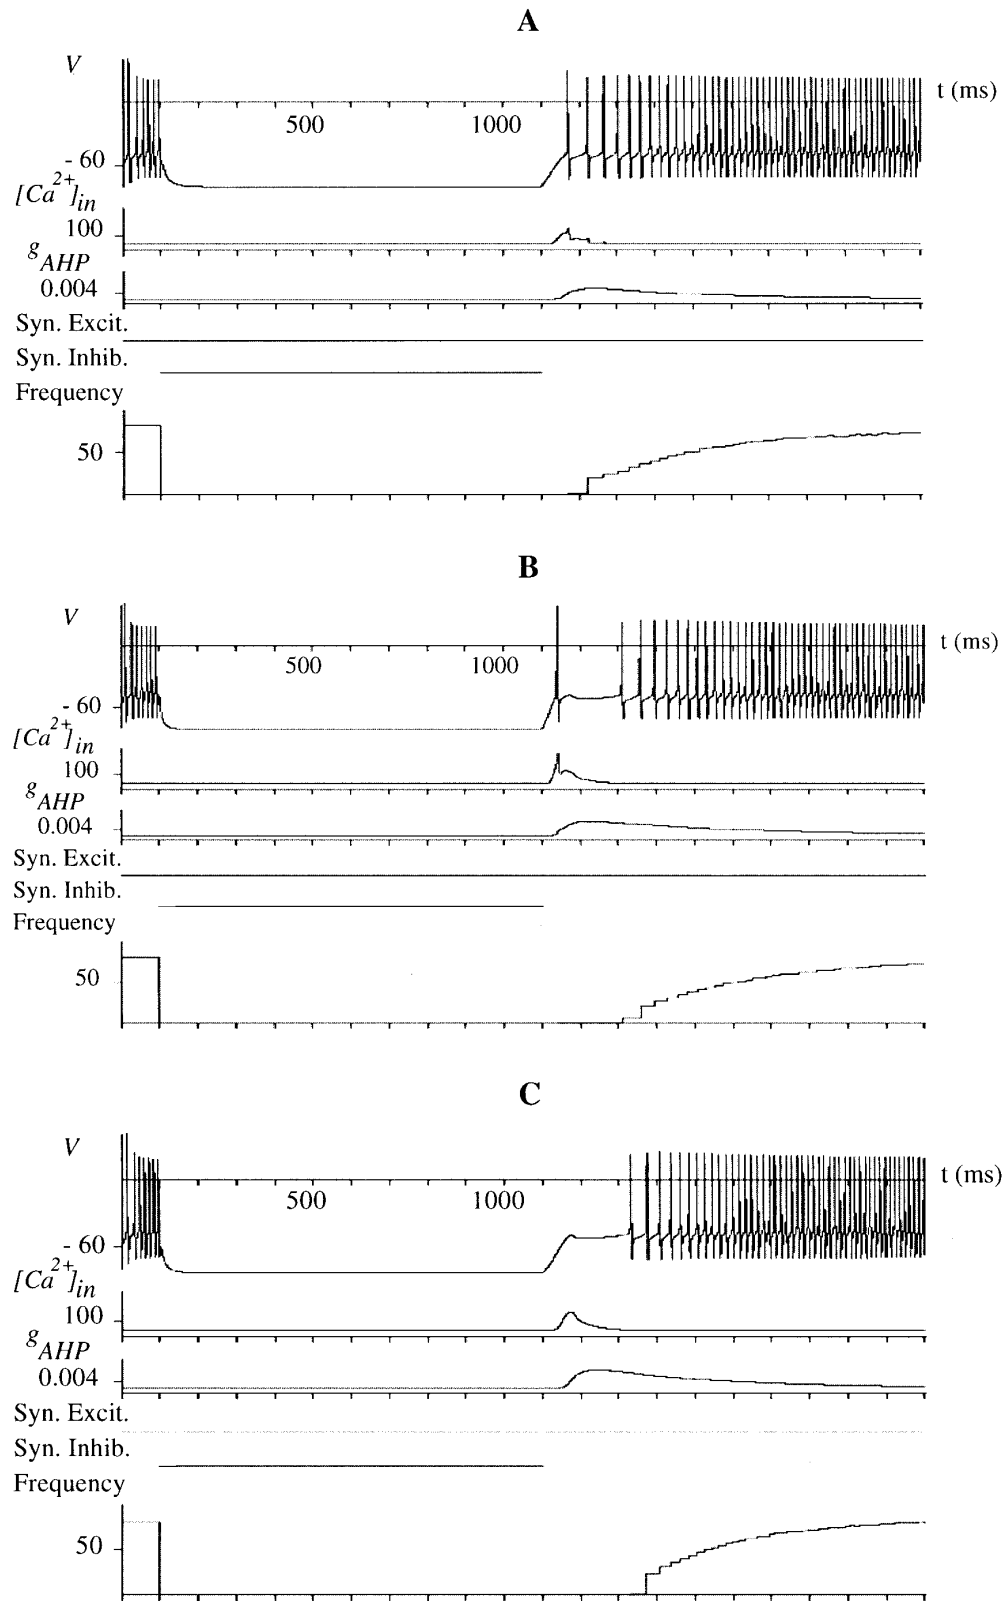 A
V
t (ms)
500
1000
- 60
[Ca2+]in
100
gAHP
0.004
Syn. Excit.
Syn. Inhib.
Frequency
50
B
V
t (ms)
500
1000
- 60
[Ca2+]in
100
gAHP
0.004
Syn. Excit.
Syn. Inhib.
Frequency
50
C
V
t (ms)
500
1000
- 60
[Ca2+]in
100
gAHP
0.004
Syn. Excit.
Syn. Inhib.
Frequency
50